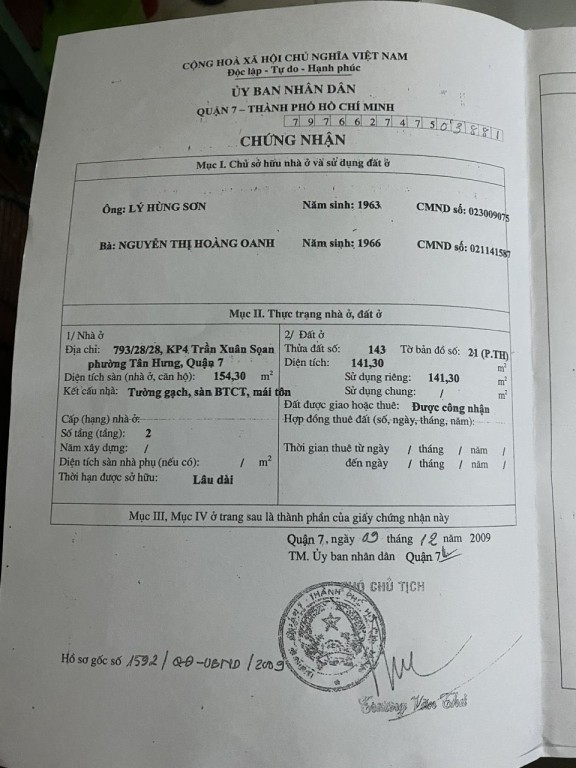 CỘNG HOÀ XÃ HỘI CHỦ NGHĨA VIỆT NAM
Độc lập - Tự do - Hạnh phúc
ỦY BAN NHÂN DÂN
QUẬN 7 – THÀNH PHỐ HỒ CHÍ MINH
7 9 7 6 6 2 7 4 7 5 0 3 8 8 1
CHỨNG NHẬN
Mục I. Chủ sở hữu nhà ở và sử dụng đất ở
Ông: LÝ HÙNG SƠN Năm sinh: 1963 CMND số: 023009075
Bà: NGUYỄN THỊ HOÀNG OANH Năm sinh: 1966 CMND số: 021141587
Mục II. Thực trạng nhà ở, đất ở
1/ Nhà ở
Địa chỉ: 793/28/28, KP4 Trần Xuân Soạn
phường Tân Hưng, Quận 7
Diện tích sàn (nhà ở, căn hộ): 154,30 m²
Kết cấu nhà: Tường gạch, sàn BTCT, mái tôn
Cấp (hạng) nhà ở:
Số tầng (tầng): 2
Năm xây dựng: /
Diện tích sàn nhà phụ (nếu có): / m²
Thời hạn được sở hữu: Lâu dài
2/ Đất ở
Thửa đất số: 143 Tờ bản đồ số: 21 (P.TH)
Diện tích: 141,30 m²
Sử dụng riêng: 141,30 m²
Sử dụng chung: / m²
Đất được giao hoặc thuê: Được công nhận
Hợp đồng thuê đất (số, ngày, tháng, năm):
Thời gian thuê từ ngày / tháng / năm /
đến ngày / tháng / năm /
Mục III, Mục IV ở trang sau là thành phần của giấy chứng nhận này
Quận 7, ngày 09 tháng 12 năm 2009
TM. Ủy ban nhân dân Quận 7
PHÓ CHỦ TỊCH
Hồ sơ gốc số 1592 / QĐ-UBND / 2009